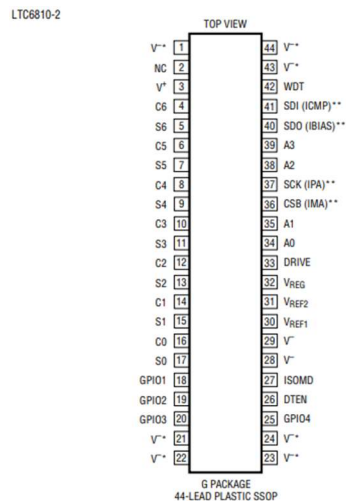 LTC6810-2
TOP VIEW
V⁻* 1 44 V⁻*
NC 2 43 V⁻*
V⁺ 3 42 WDT
C6 4 41 SDI (ICMP)**
S6 5 40 SDO (IBIAS)**
C5 6 39 A3
S5 7 38 A2
C4 8 37 SCK (IPA)**
S4 9 36 CSB (IMA)**
C3 10 35 A1
S3 11 34 A0
C2 12 33 DRIVE
S2 13 32 VREG
C1 14 31 VREF2
S1 15 30 VREF1
C0 16 29 V⁻
S0 17 28 V⁻
GPIO1 18 27 ISOMD
GPIO2 19 26 DTEN
GPIO3 20 25 GPIO4
V⁻* 21 24 V⁻*
V⁻* 22 23 V⁻*
G PACKAGE
44-LEAD PLASTIC SSOP